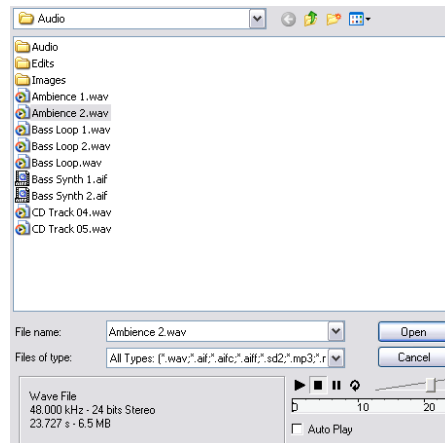 Audio
Audio
Edits
Images
Ambience 1.wav
Ambience 2.wav
Bass Loop 1.wav
Bass Loop 2.wav
Bass Loop.wav
Bass Synth 1.aif
Bass Synth 2.aif
CD Track 04.wav
CD Track 05.wav
File name: Ambience 2.wav Open
Files of type: All Types: (*.wav;*.aif;*.aifc;*.aiff;*.sd2;*.mp3;*.r Cancel
Wave File
48.000 kHz - 24 bits Stereo
23.727 s - 6.5 MB
0 10 20
Auto Play